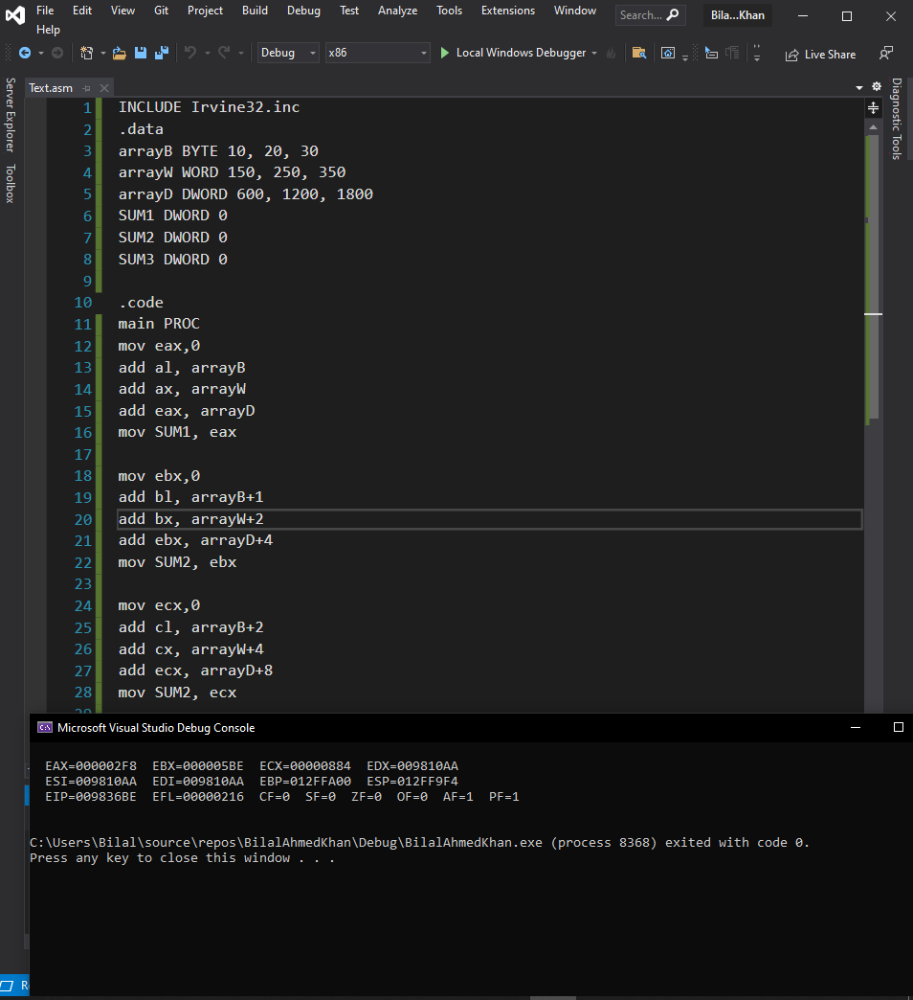 File Edit View Git Project Build Debug Test Analyze Tools Extensions Window Search... Bila...Khan
Help
Debug x86 Local Windows Debugger Live Share
Server Explorer
Toolbox
Diagnostic Tools
Text.asm
1 INCLUDE Irvine32.inc
2 .data
3 arrayB BYTE 10, 20, 30
4 arrayW WORD 150, 250, 350
5 arrayD DWORD 600, 1200, 1800
6 SUM1 DWORD 0
7 SUM2 DWORD 0
8 SUM3 DWORD 0
9
10 .code
11 main PROC
12 mov eax,0
13 add al, arrayB
14 add ax, arrayW
15 add eax, arrayD
16 mov SUM1, eax
17
18 mov ebx,0
19 add bl, arrayB+1
20 add bx, arrayW+2
21 add ebx, arrayD+4
22 mov SUM2, ebx
23
24 mov ecx,0
25 add cl, arrayB+2
26 add cx, arrayW+4
27 add ecx, arrayD+8
28 mov SUM2, ecx
29
Microsoft Visual Studio Debug Console
EAX=000002F8 EBX=000005BE ECX=00000884 EDX=009810AA
ESI=009810AA EDI=009810AA EBP=012FFA00 ESP=012FF9F4
EIP=009836BE EFL=00000216 CF=0 SF=0 ZF=0 OF=0 AF=1 PF=1
C:\Users\Bilal\source\repos\BilalAhmedKhan\Debug\BilalAhmedKhan.exe (process 8368) exited with code 0.
Press any key to close this window . . .